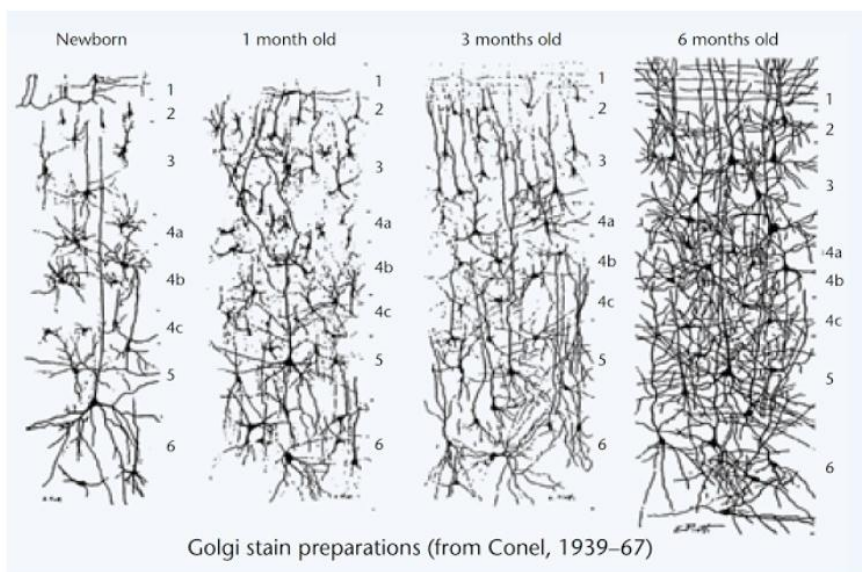 Newborn 1 month old 3 months old 6 months old
1 1 1 1
2 2 2 2
3 3 3 3
4a 4a 4a 4a
4b 4b 4b 4b
4c 4c 4c 4c
5 5 5 5
6 6 6 6
Golgi stain preparations (from Conel, 1939–67)